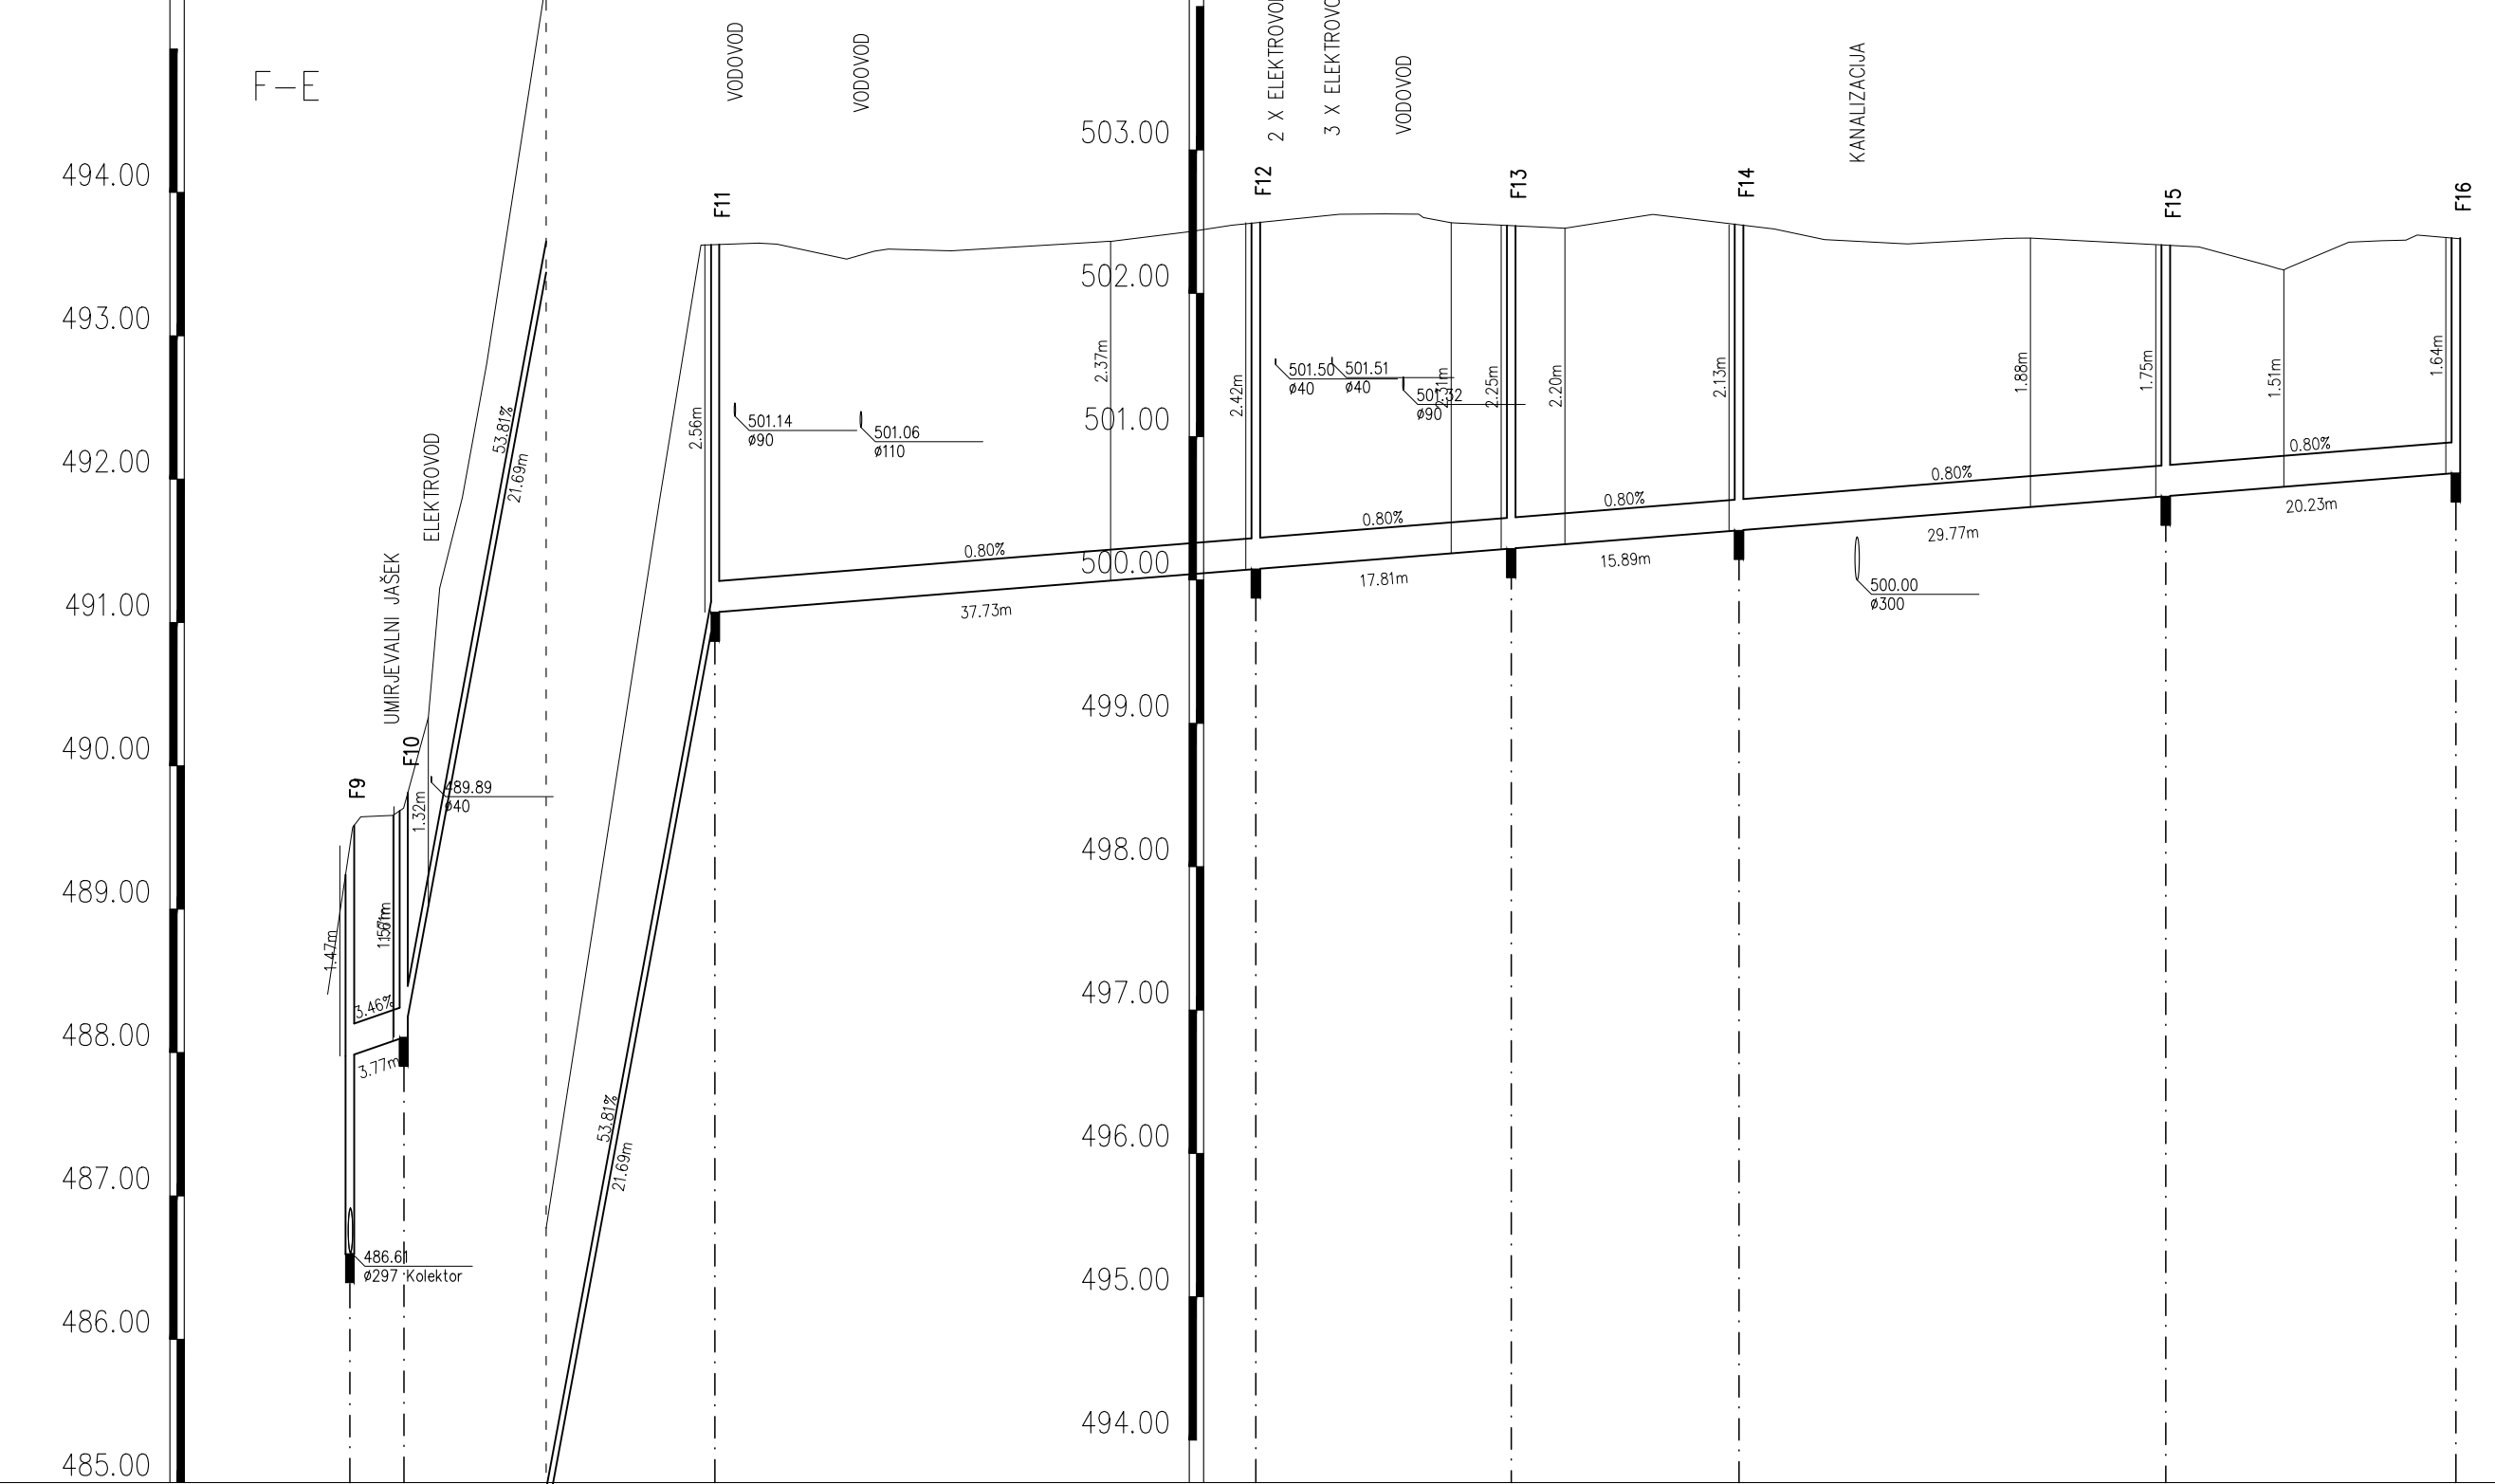 F-E
494.00
493.00
492.00
491.00
490.00
489.00
488.00
487.00
486.00
485.00
503.00
502.00
501.00
500.00
499.00
498.00
497.00
496.00
495.00
494.00
VODOVOD
VODOVOD
2 X ELEKTROVOD
3 X ELEKTROVO
VODOVOD
KANALIZACIJA
ELEKTROVOD
UMIRJEVALNI JAŠEK
F9
F10
F11
F12
F13
F14
F15
F16
1.47m
1.32m
2.56m
2.37m
2.42m
2.25m
2.20m
2.13m
1.88m
1.75m
1.51m
1.64m
3.46%
3.77m
53.81%
21.69m
53.81%
21.69m
0.80%
37.73m
0.80%
17.81m
0.80%
15.89m
0.80%
29.77m
0.80%
20.23m
489.89
ø40
486.61
ø297 Kolektor
501.14
ø90
501.06
ø110
501.50
ø40
501.51
ø40
ø90
500.00
ø300